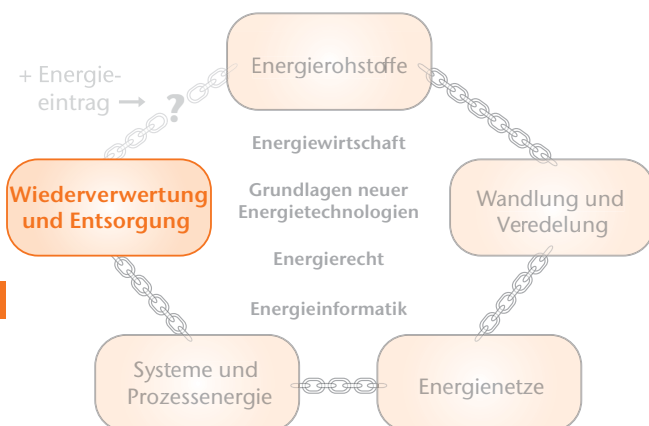 Energierohstoffe
+ Energie-
eintrag → ?
Energiewirtschaft
Wiederverwertung
und Entsorgung
Grundlagen neuer
Energietechnologien
Wandlung und
Veredelung
Energierecht
Energieinformatik
Systeme und
Prozessenergie
Energienetze